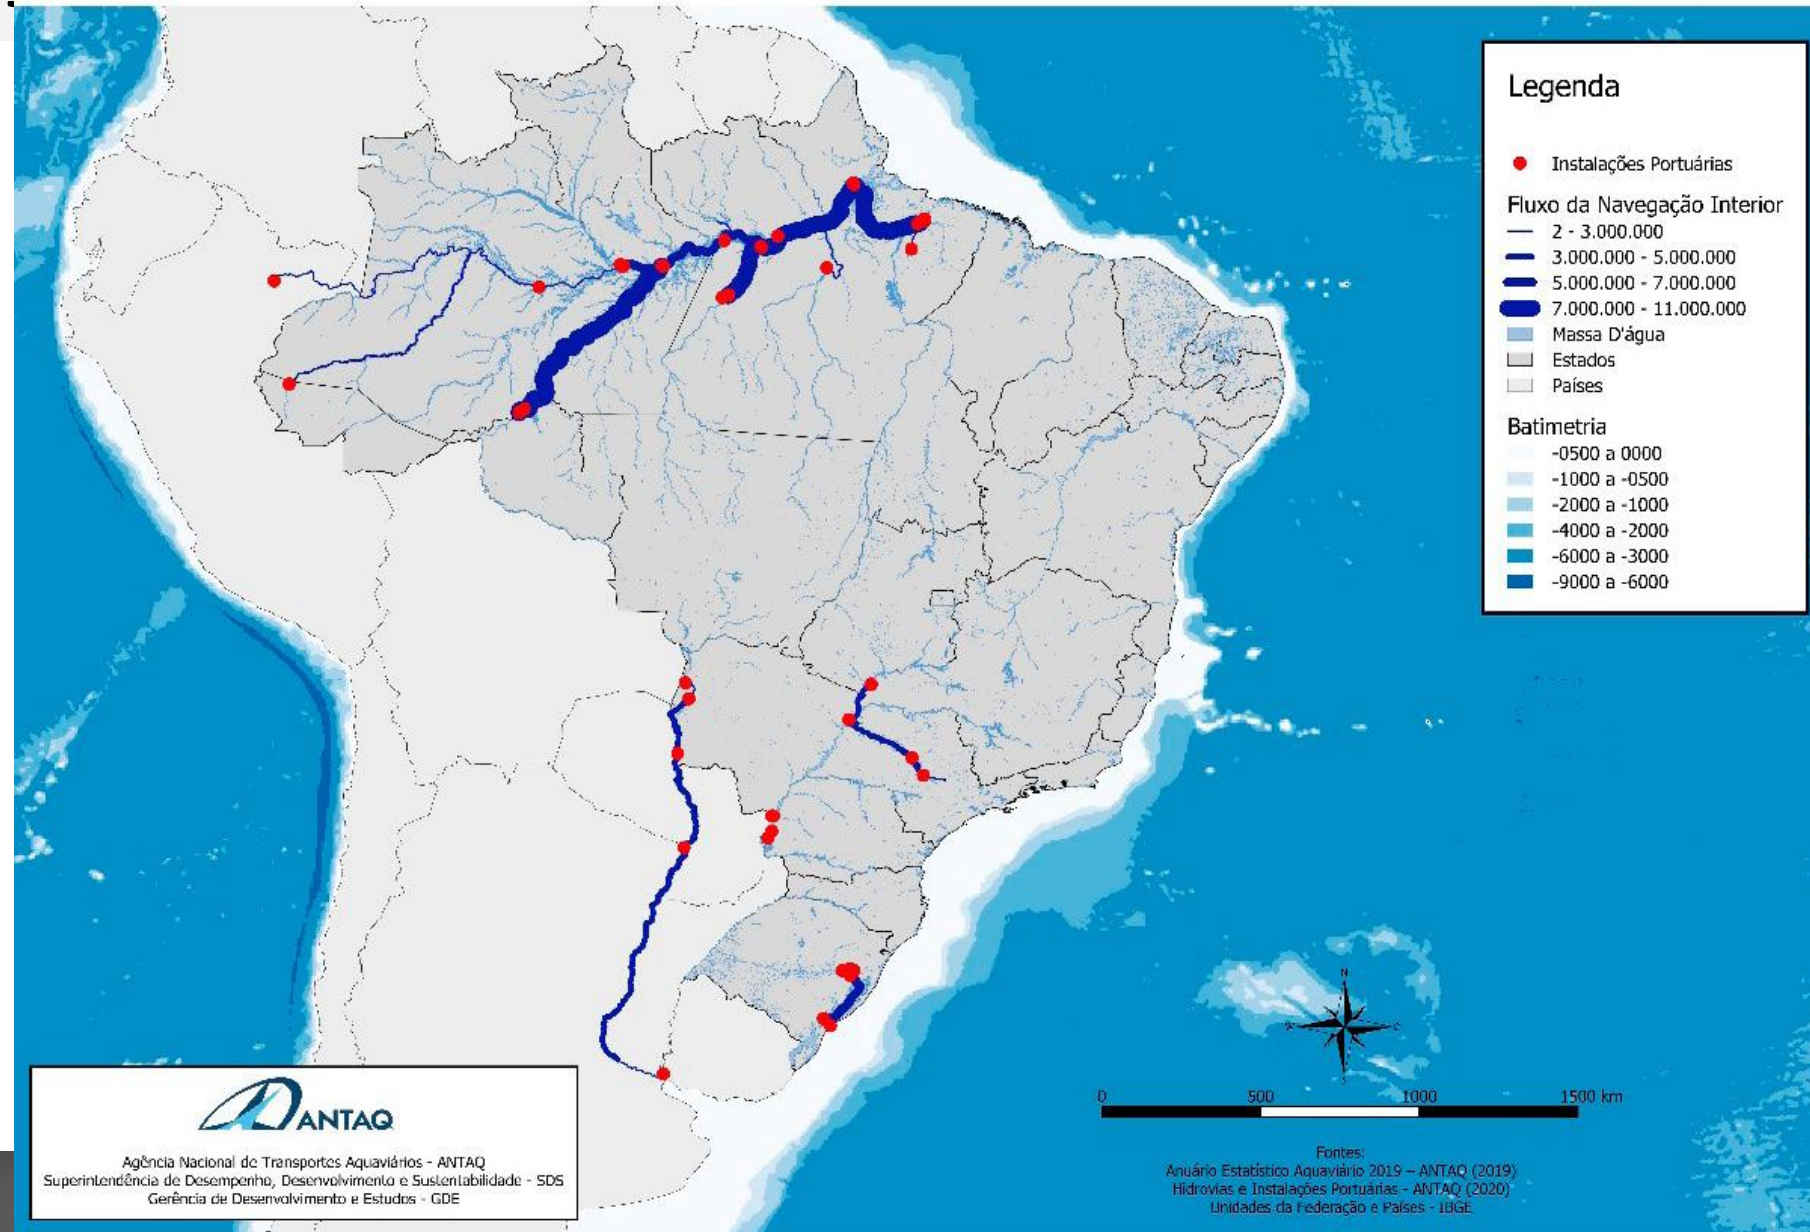 Legenda
Instalações Portuárias
Fluxo da Navegação Interior
2 - 3.000.000
3.000.000 - 5.000.000
5.000.000 - 7.000.000
7.000.000 - 11.000.000
Massa D'água
Estados
Países
Batimetria
-0500 a 0000
-1000 a -0500
-2000 a -1000
-4000 a -2000
-6000 a -3000
-9000 a -6000
N
0 500 1000 1500 km
ANTAQ
Agência Nacional de Transportes Aquaviários - ANTAQ
Superintendência de Desempenho, Desenvolvimento e Sustentabilidade - SDS
Gerência de Desenvolvimento e Estudos - GDE
Fontes:
Anuário Estatístico Aquaviário 2019 – ANTAQ (2019)
Hidrovias e Instalações Portuárias - ANTAQ (2020)
Unidades da Federação e Países - IBGE